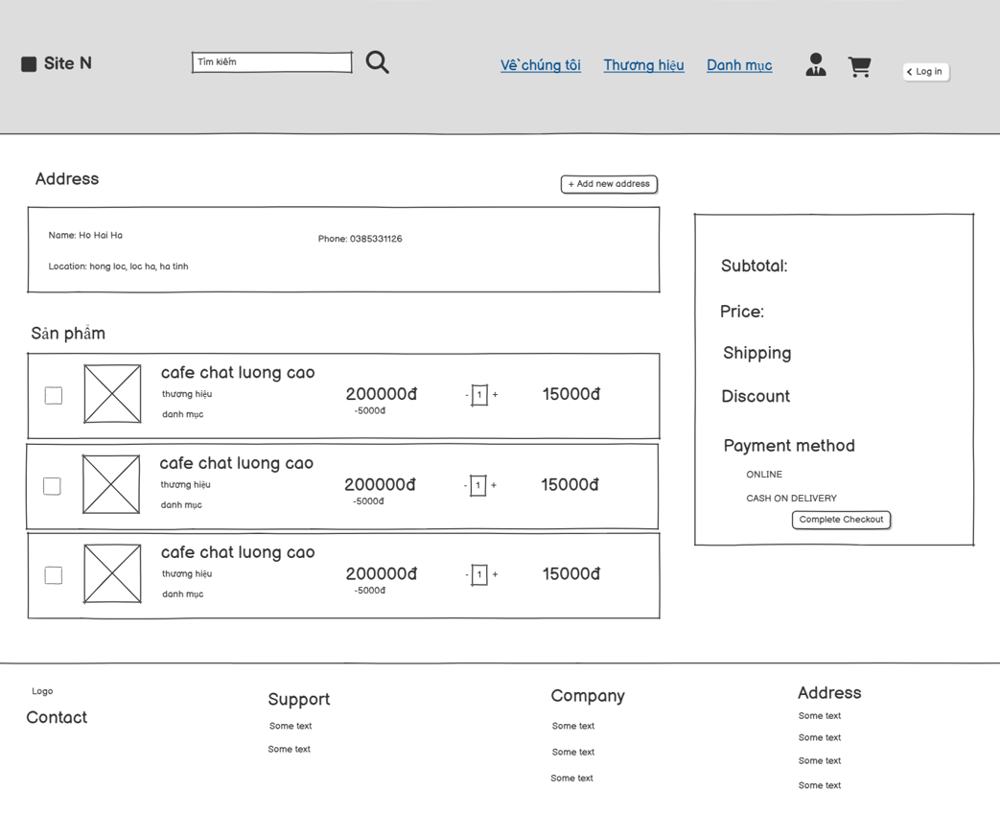 Site N
Tìm kiếm
Về chúng tôi
Thương hiệu
Danh mục
Log in
Address
+ Add new address
Name: Ho Hai Ha
Phone: 0385331126
Location: hong loc, loc ha, ha tinh
Sản phẩm
cafe chat luong cao
thương hiệu
danh mục
200000đ
-5000đ
- 1 +
15000đ
cafe chat luong cao
thương hiệu
danh mục
200000đ
-5000đ
- 1 +
15000đ
cafe chat luong cao
thương hiệu
danh mục
200000đ
-5000đ
- 1 +
15000đ
Subtotal:
Price:
Shipping
Discount
Payment method
ONLINE
CASH ON DELIVERY
Complete Checkout
Logo
Contact
Support
Some text
Some text
Company
Some text
Some text
Some text
Address
Some text
Some text
Some text
Some text